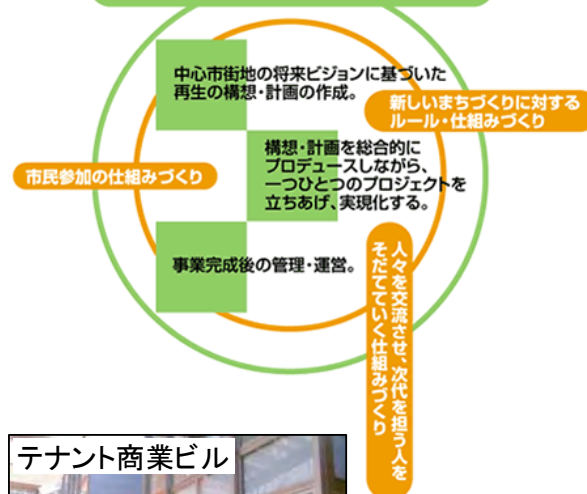 中心市街地の将来ビジョンに基づいた
再生の構想・計画の作成。
新しいまちづくりに対する
ルール・仕組みづくり
構想・計画を総合的に
プロデュースしながら、
一つひとつのプロジェクトを
立ちあげ、実現化する。
市民参加の仕組みづくり
事業完成後の管理・運営。
人々を交流させ、次代を担う人を
そだてていく仕組みづくり
テナント商業ビル